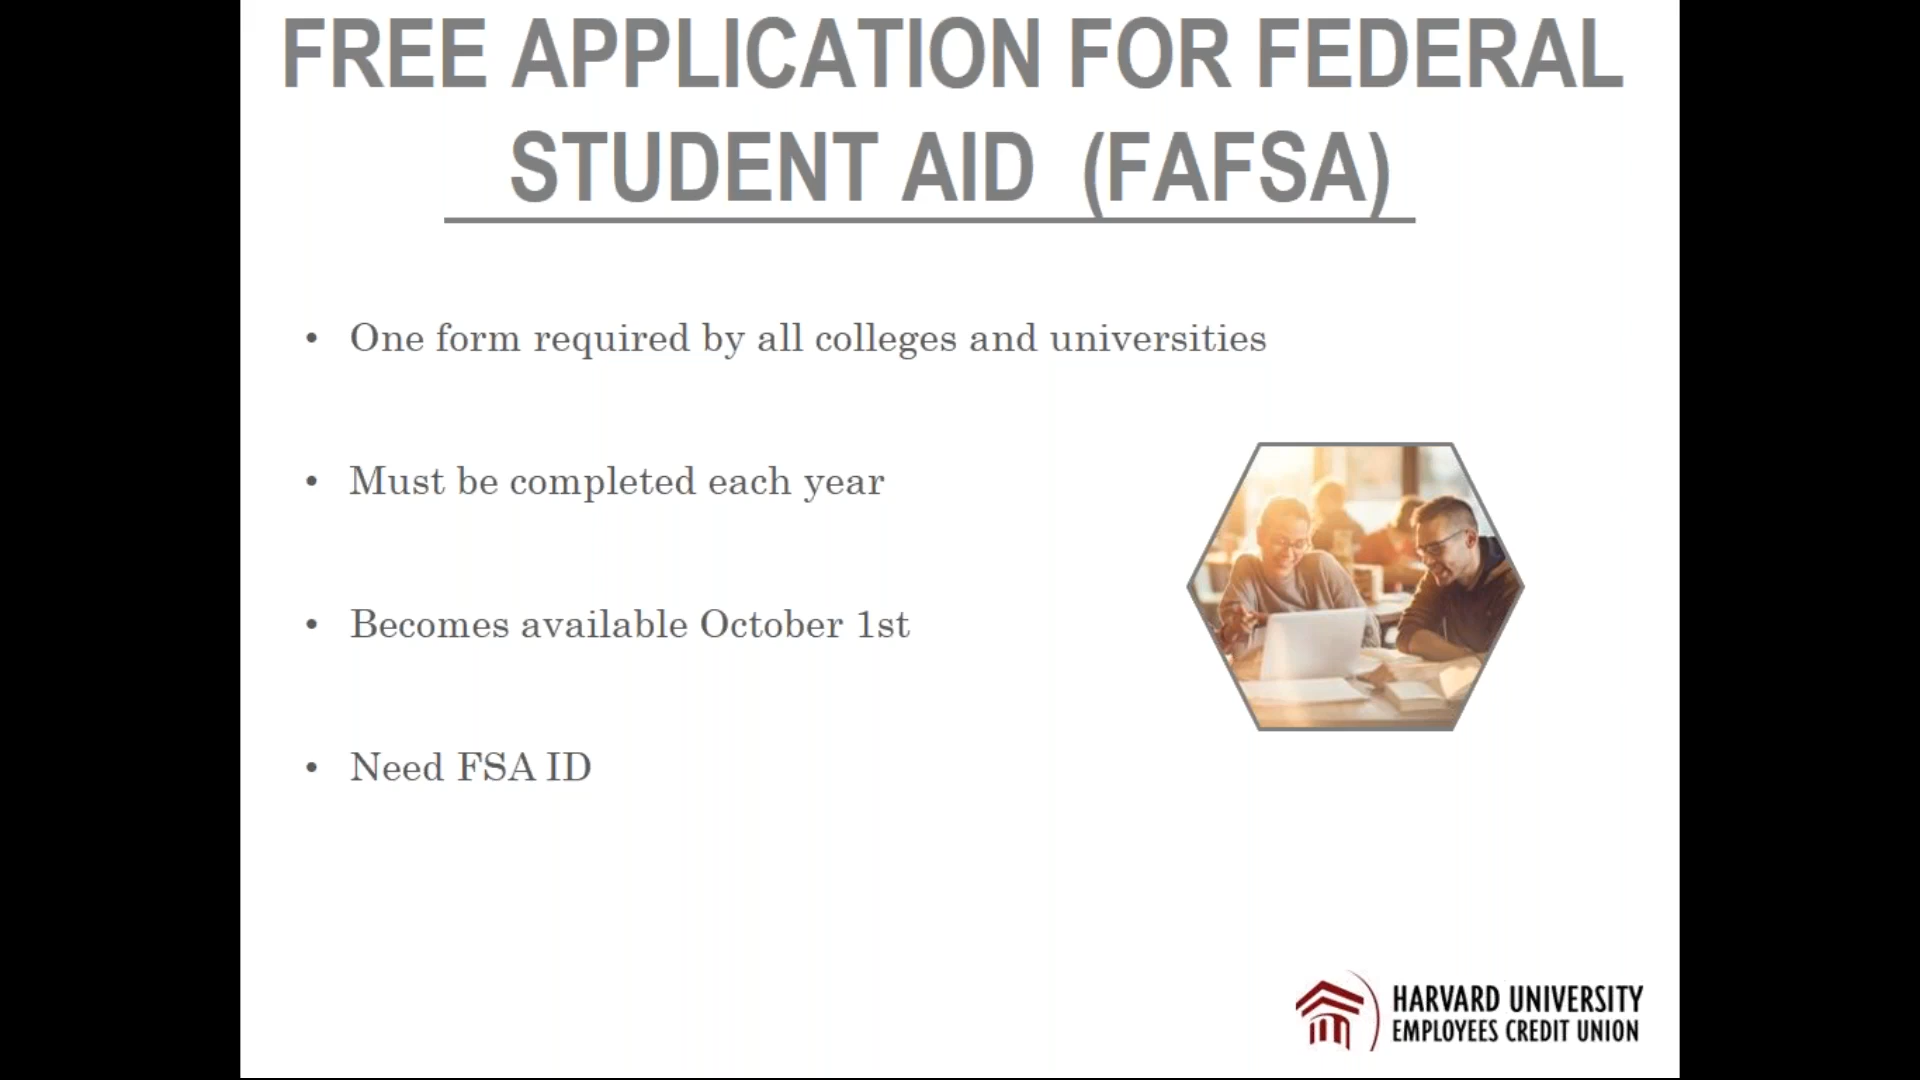 FREE APPLICATION FOR FEDERAL
STUDENT AID (FAFSA)
• One form required by all colleges and universities
• Must be completed each year
• Becomes available October 1st
• Need FSA ID
HARVARD UNIVERSITY
EMPLOYEES CREDIT UNION